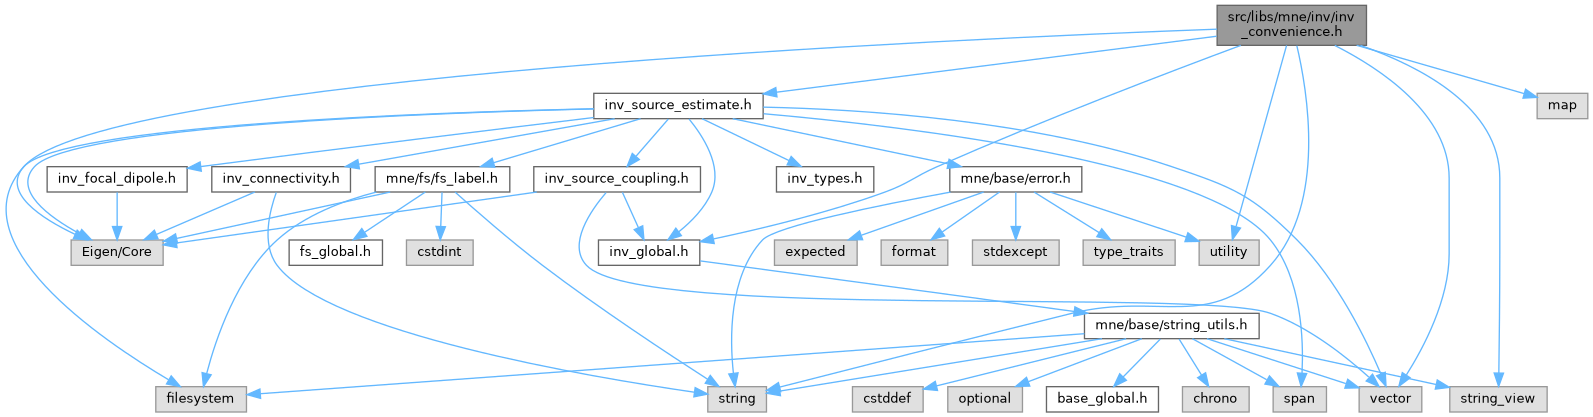 src/libs/mne/inv/inv
_convenience.h
inv_source_estimate.h
map
inv_focal_dipole.h
inv_connectivity.h
mne/fs/fs_label.h
inv_source_coupling.h
inv_types.h
mne/base/error.h
Eigen/Core
fs_global.h
cstdint
inv_global.h
expected
format
stdexcept
type_traits
utility
mne/base/string_utils.h
filesystem
string
cstddef
optional
base_global.h
chrono
span
vector
string_view